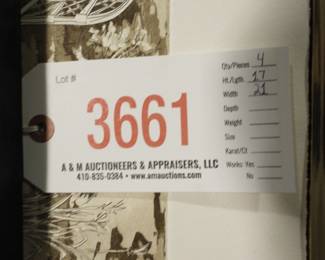 Lot #
3661
A & M AUCTIONEERS & APPRAISERS, LLC
410-835-0384 • www.amauctions.com
Qty/Pieces 4
Ht/Lgth 17
Width 21
Depth
Weight
Size
Karat/Ct
Works: Yes
No